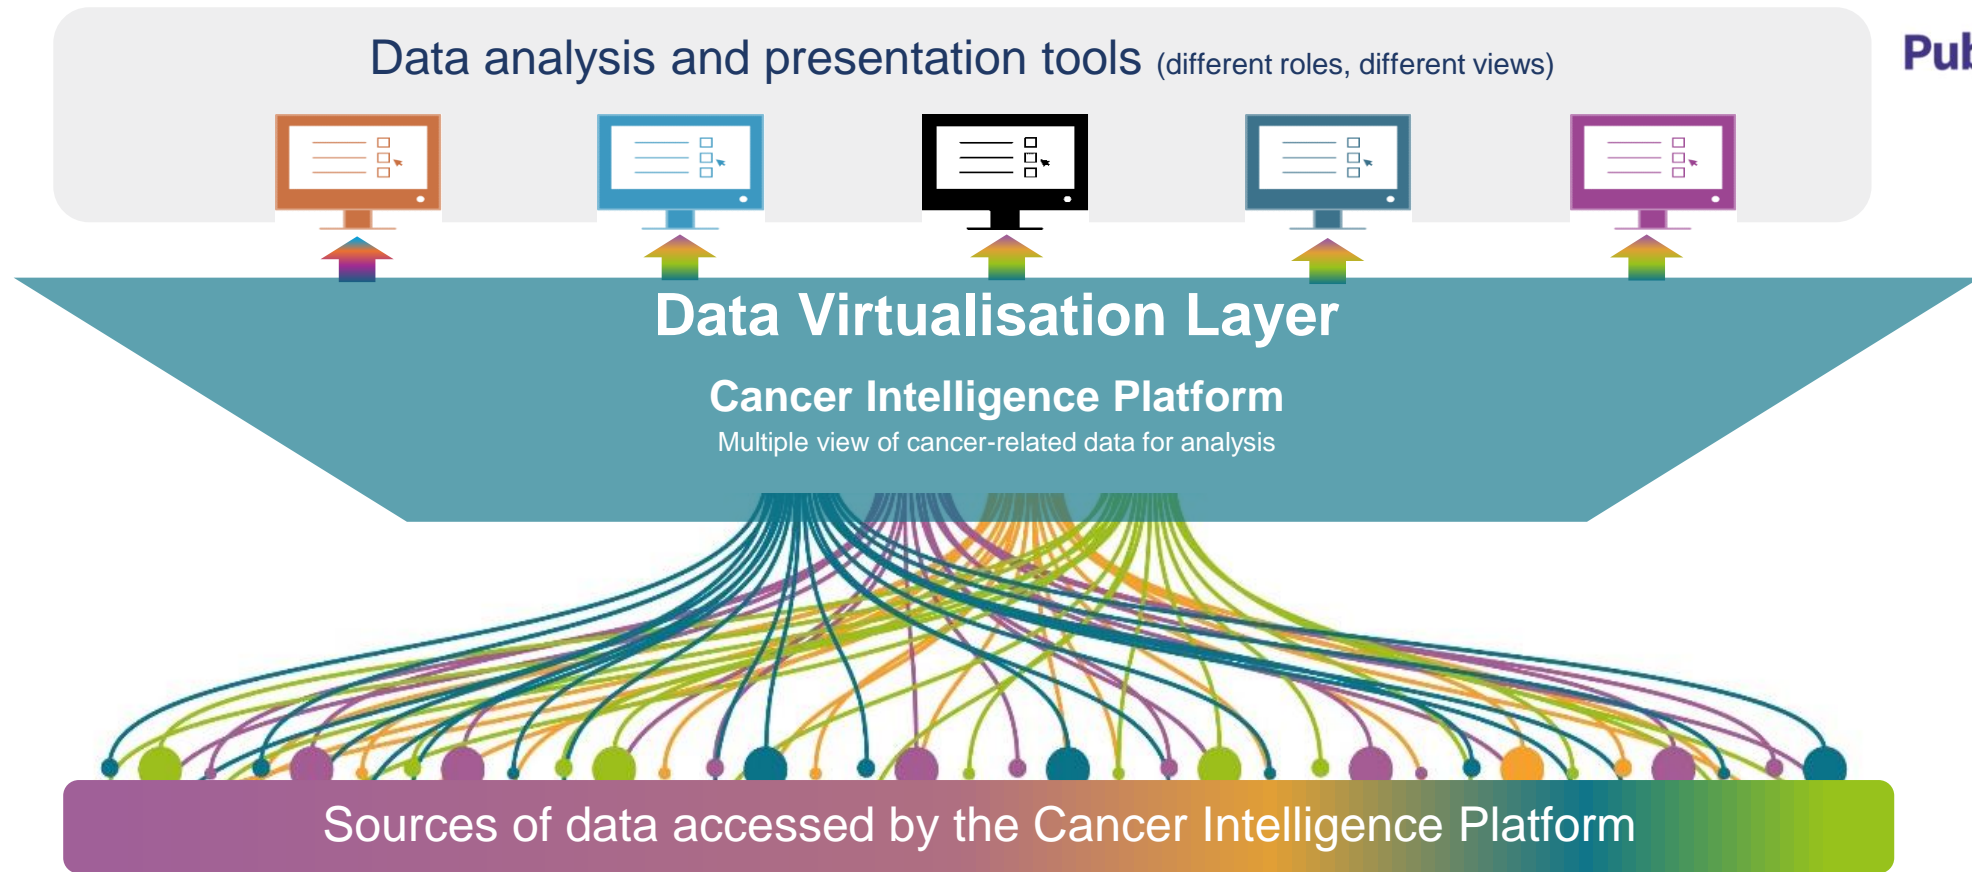 Data analysis and presentation tools (different roles, different views)
Pub
Data Virtualisation Layer
Cancer Intelligence Platform
Multiple view of cancer-related data for analysis
Sources of data accessed by the Cancer Intelligence Platform